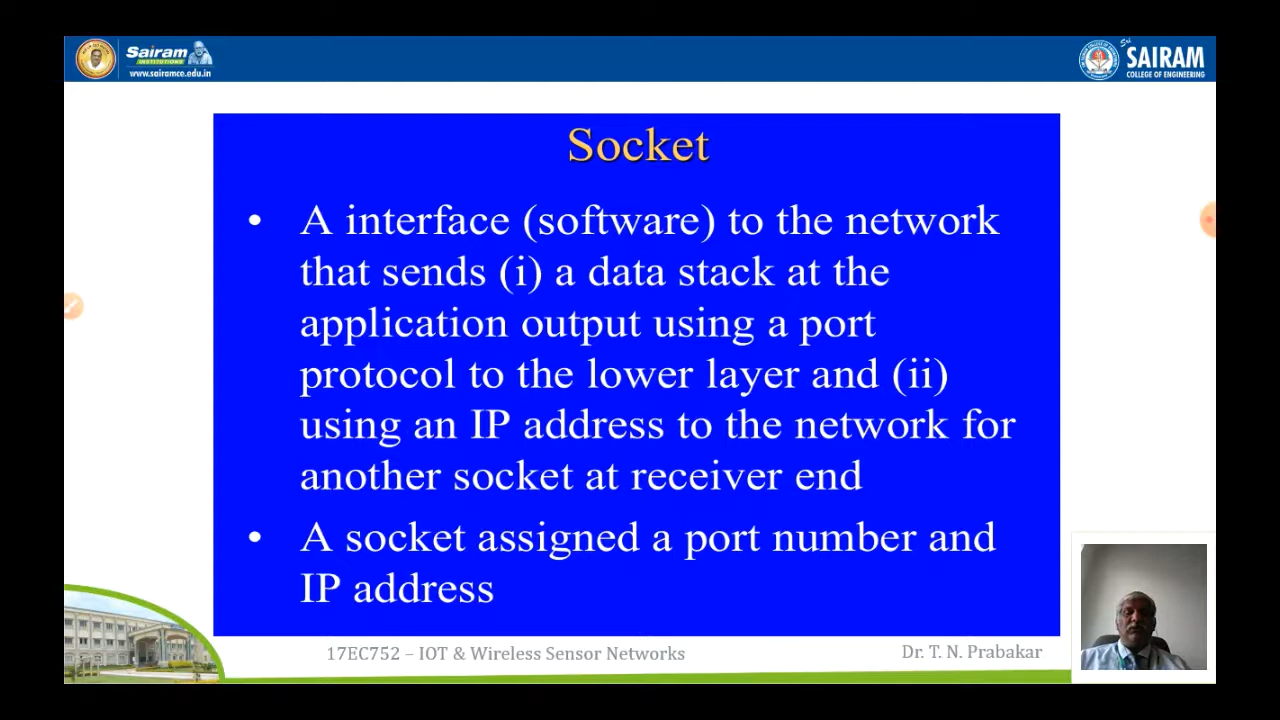 Sairam
INSTITUTIONS
www.sairamce.edu.in
Sri
SAIRAM
COLLEGE OF ENGINEERING
Socket
• A interface (software) to the network
that sends (i) a data stack at the
application output using a port
protocol to the lower layer and (ii)
using an IP address to the network for
another socket at receiver end
• A socket assigned a port number and
IP address
17EC752 – IOT & Wireless Sensor Networks
Dr. T. N. Prabakar